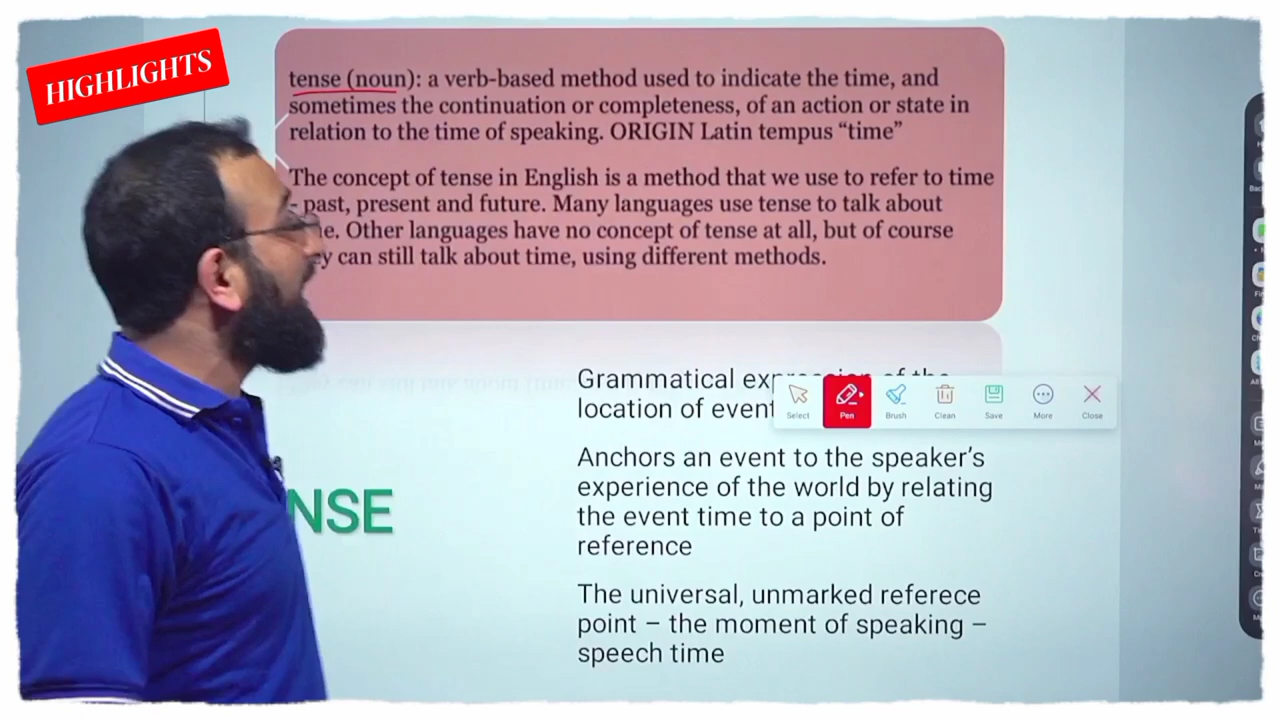 HIGHLIGHTS
tense (noun): a verb-based method used to indicate the time, and
sometimes the continuation or completeness, of an action or state in
relation to the time of speaking. ORIGIN Latin tempus “time”
The concept of tense in English is a method that we use to refer to time
- past, present and future. Many languages use tense to talk about
e. Other languages have no concept of tense at all, but of course
ey can still talk about time, using different methods.
Grammatical of the
location of event
Select Pen Brush Clean Save More Close
Anchors an event to the speaker’s
experience of the world by relating
the event time to a point of
reference
NSE
The universal, unmarked referece
point – the moment of speaking –
speech time